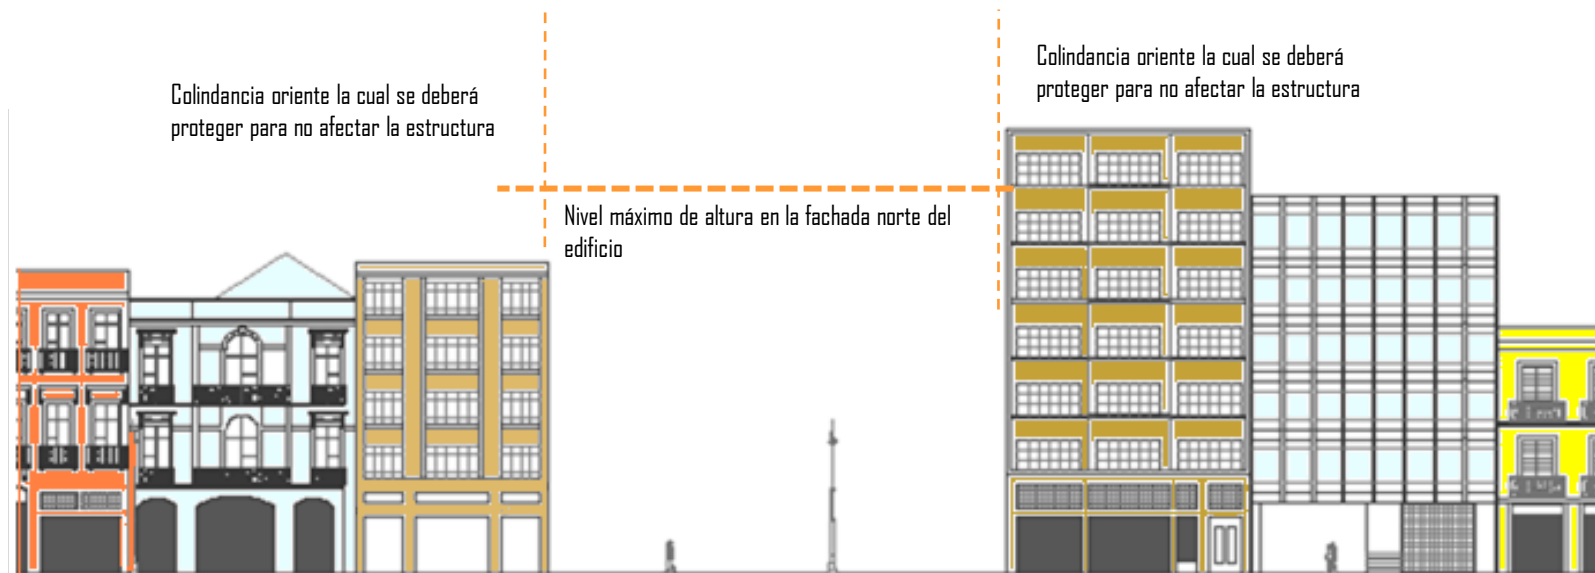 Colindancia oriente la cual se deberá
proteger para no afectar la estructura
Colindancia oriente la cual se deberá
proteger para no afectar la estructura
Nivel máximo de altura en la fachada norte del
edificio